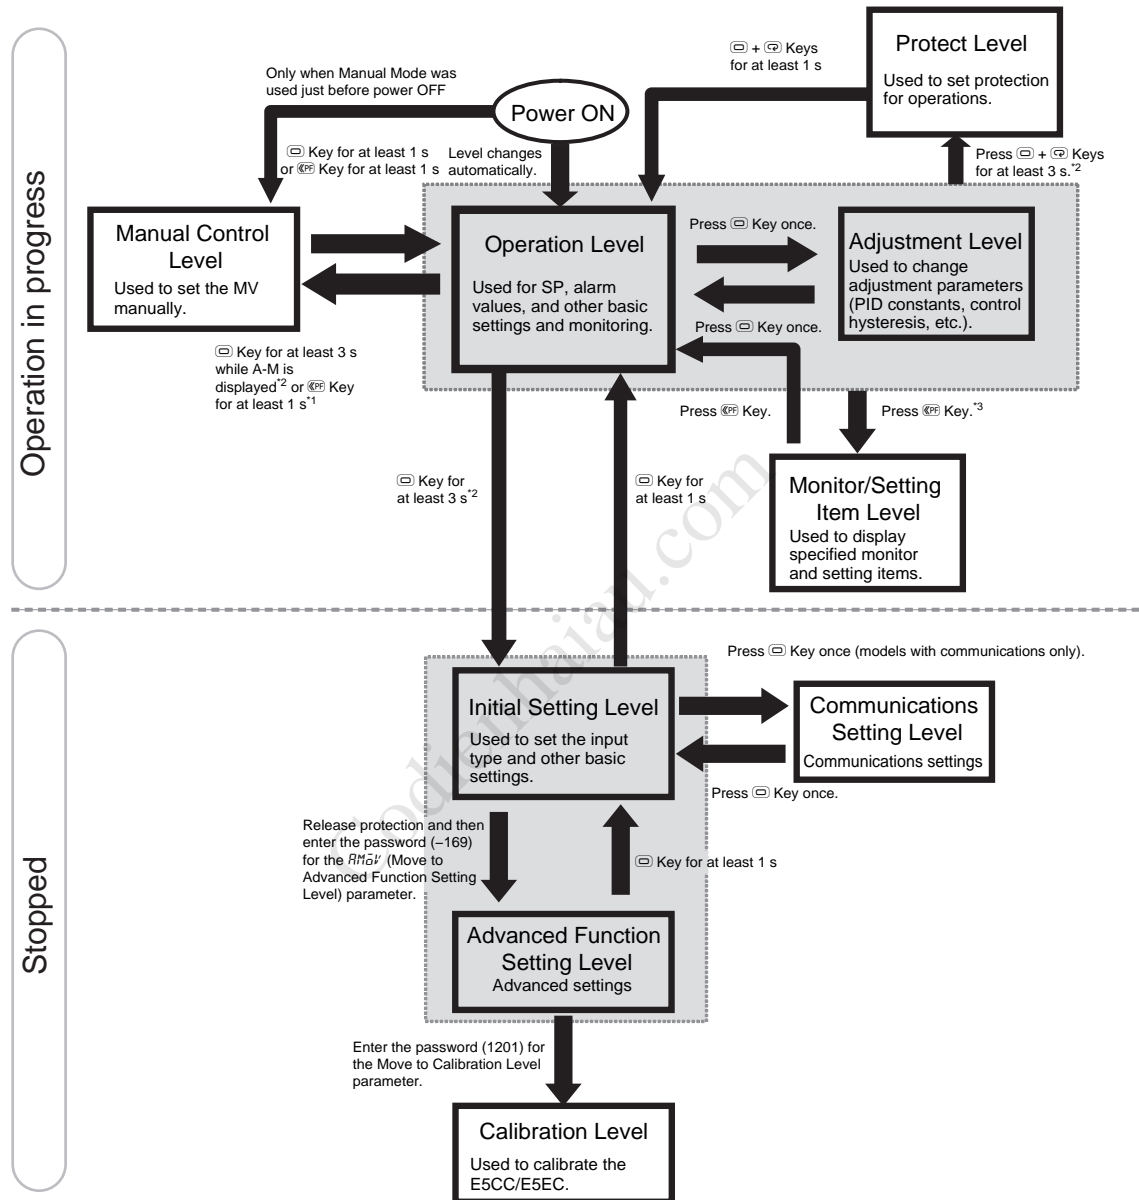 Operation in progress
Only when Manual Mode was
used just before power OFF
Power ON
Keys
for at least 1 s
+
Protect Level
Used to set protection
for operations.
Key for at least 1 s
or PF Key for at least 1 s
Level changes
automatically.
Press + Keys
for at least 3 s.*2
Manual Control
Level
Used to set the MV
manually.
Operation Level
Used for SP, alarm
values, and other basic
settings and monitoring.
Press Key once.
Press Key once.
Adjustment Level
Used to change
adjustment parameters
(PID constants, control
hysteresis, etc.).
Key for at least 3 s
while A-M is
displayed*2 or PF Key
for at least 1 s*1
Press PF Key.
Press PF Key.*3
Key for
at least 3 s*2
Key for
at least 1 s
Monitor/Setting
Item Level
Used to display
specified monitor
and setting items.
Codienhaiau.com
Stopped
Initial Setting Level
Used to set the input
type and other basic
settings.
Press Key once (models with communications only).
Communications
Setting Level
Communications settings
Press Key once.
Release protection and then
enter the password (–169)
for the AMoV (Move to
Advanced Function Setting
Level) parameter.
Key for at least 1 s
Advanced Function
Setting Level
Advanced settings
Enter the password (1201) for
the Move to Calibration Level
parameter.
Calibration Level
Used to calibrate the
E5CC/E5EC.